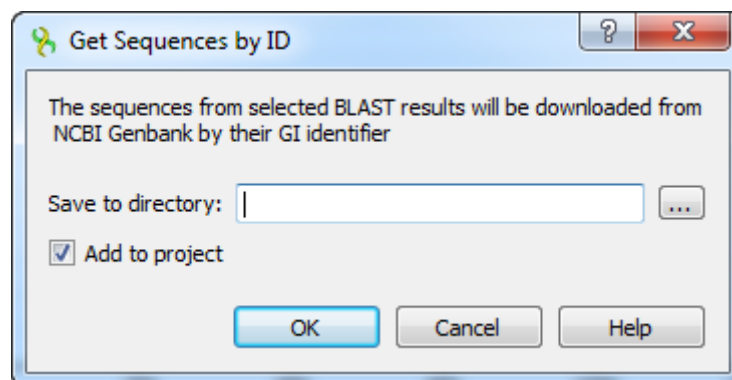 Get Sequences by ID
?
The sequences from selected BLAST results will be downloaded from
NCBI Genbank by their GI identifier
Save to directory:
...
Add to project
OK Cancel Help